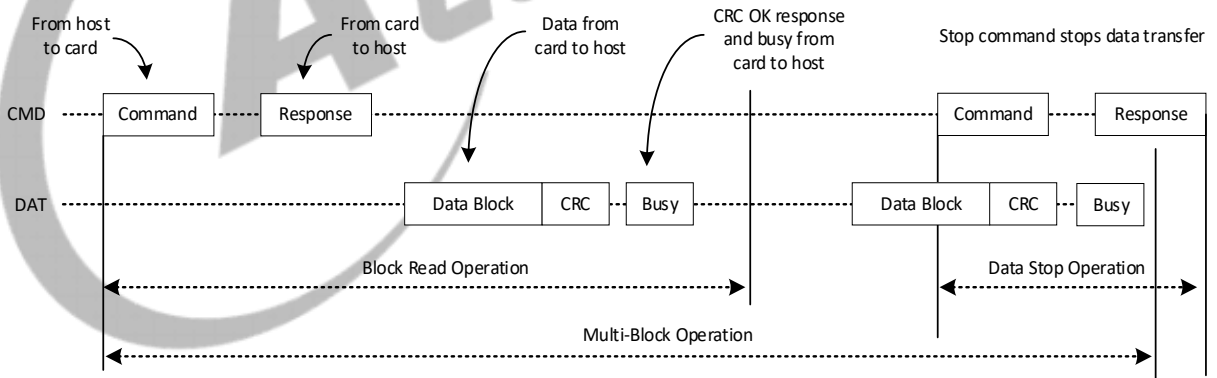 From host
to card
From card
to host
Data from
card to host
CRC OK response
and busy from
card to host
Stop command stops data transfer
CMD
Command
Response
Command
Response
DAT
Data Block
CRC
Busy
Data Block
CRC
Busy
Block Read Operation
Data Stop Operation
Multi-Block Operation